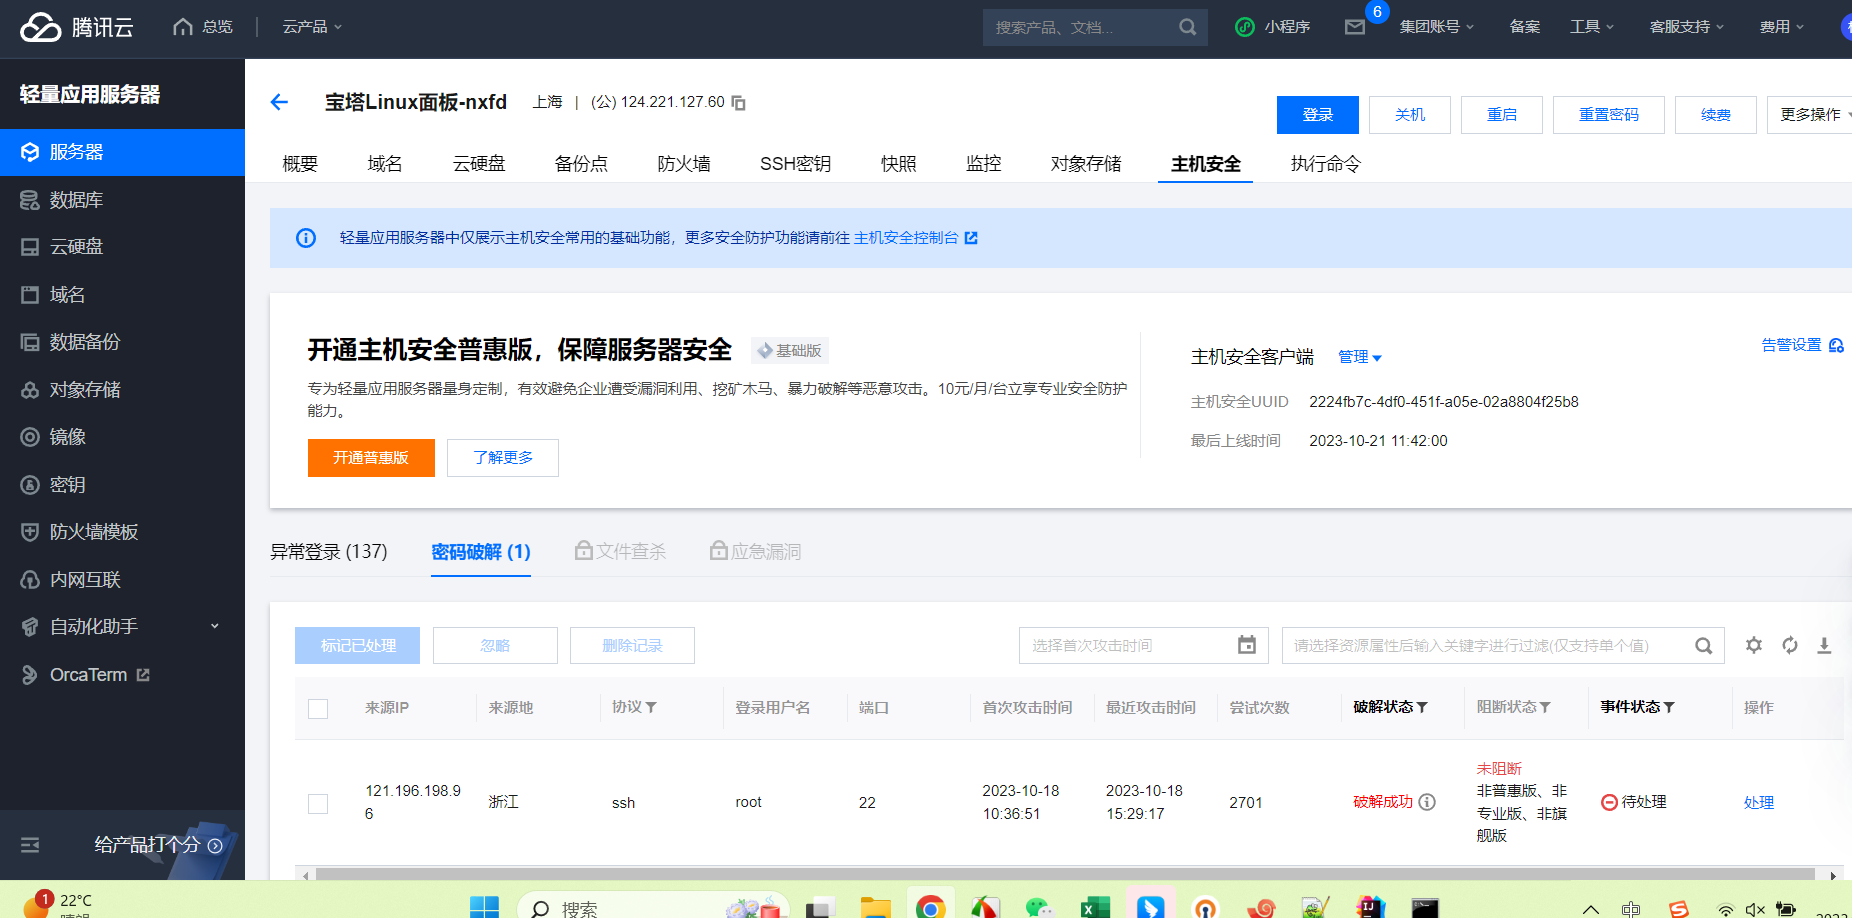 腾讯云
总览
云产品
搜索产品、文档...
小程序
6
集团账号
备案
工具
客服支持
费用
轻量应用服务器
服务器
数据库
云硬盘
域名
数据备份
对象存储
镜像
密钥
防火墙模板
内网互联
自动化助手
OrcaTerm
给产品打个分
宝塔Linux面板-nxfd
上海 | (公) 124.221.127.60
登录
关机
重启
重置密码
续费
更多操作
概要
域名
云硬盘
备份点
防火墙
SSH密钥
快照
监控
对象存储
主机安全
执行命令
轻量应用服务器中仅展示主机安全常用的基础功能，更多安全防护功能请前往 主机安全控制台
开通主机安全普惠版，保障服务器安全
基础版
专为轻量应用服务器量身定制，有效避免企业遭受漏洞利用、挖矿木马、暴力破解等恶意攻击。10元/月/台立享专业安全防护
能力。
开通普惠版
了解更多
主机安全客户端
管理
告警设置
主机安全UUID
2224fb7c-4df0-451f-a05e-02a8804f25b8
最后上线时间
2023-10-21 11:42:00
异常登录 (137)
密码破解 (1)
文件查杀
应急漏洞
标记已处理
忽略
删除记录
选择首次攻击时间
请选择资源属性后输入关键字进行过滤(仅支持单个值)
来源IP
来源地
协议
登录用户名
端口
首次攻击时间
最近攻击时间
尝试次数
破解状态
阻断状态
事件状态
操作
121.196.198.9
6
浙江
ssh
root
22
2023-10-18
10:36:51
2023-10-18
15:29:17
2701
破解成功
未阻断
非普惠版、非
专业版、非旗
舰版
待处理
处理
1
22°C
搜索
中